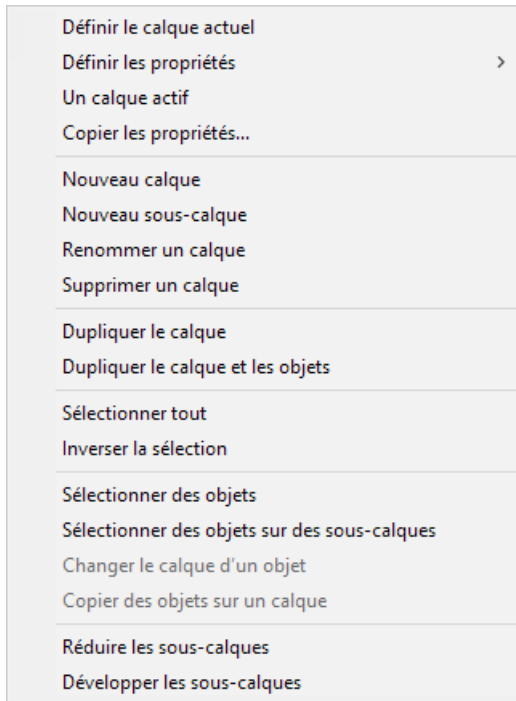 Définir le calque actuel
Définir les propriétés
Un calque actif
Copier les propriétés...
Nouveau calque
Nouveau sous-calque
Renommer un calque
Supprimer un calque
Dupliquer le calque
Dupliquer le calque et les objets
Sélectionner tout
Inverser la sélection
Sélectionner des objets
Sélectionner des objets sur des sous-calques
Changer le calque d'un objet
Copier des objets sur un calque
Réduire les sous-calques
Développer les sous-calques